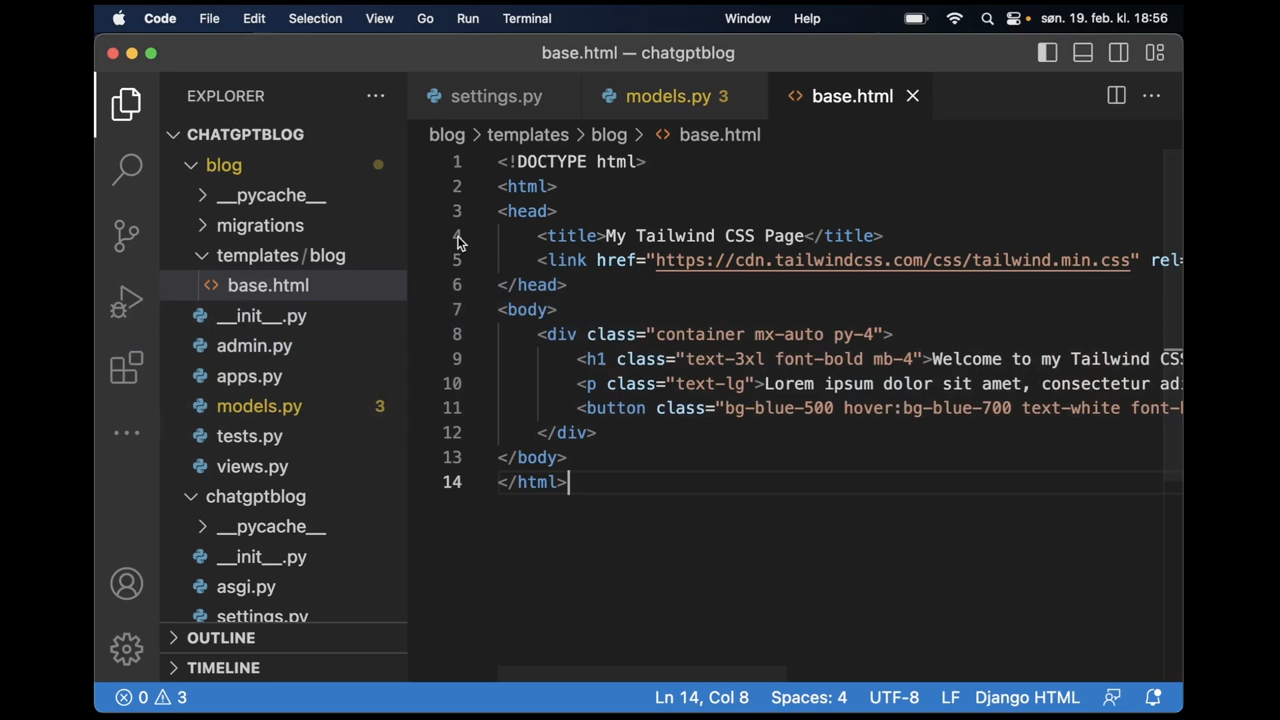 Code File Edit Selection View Go Run Terminal Window Help søn. 19. feb. kl. 18:56
base.html — chatgptblog
EXPLORER
settings.py models.py 3 base.html
CHATGPTBLOG
blog > templates > blog > base.html
blog
__pycache__
migrations
templates/blog
base.html
__init__.py
admin.py
apps.py
models.py 3
tests.py
views.py
chatgptblog
__pycache__
__init__.py
asgi.py
settings.py
OUTLINE
TIMELINE
1 <!DOCTYPE html>
2 <html>
3 <head>
4 <title>My Tailwind CSS Page</title>
5 <link href="https://cdn.tailwindcss.com/css/tailwind.min.css" rel=
6 </head>
7 <body>
8 <div class="container mx-auto py-4">
9 <h1 class="text-3xl font-bold mb-4">Welcome to my Tailwind CSS
10 <p class="text-lg">Lorem ipsum dolor sit amet, consectetur adi
11 <button class="bg-blue-500 hover:bg-blue-700 text-white font-b
12 </div>
13 </body>
14 </html>
0 3 Ln 14, Col 8 Spaces: 4 UTF-8 LF Django HTML